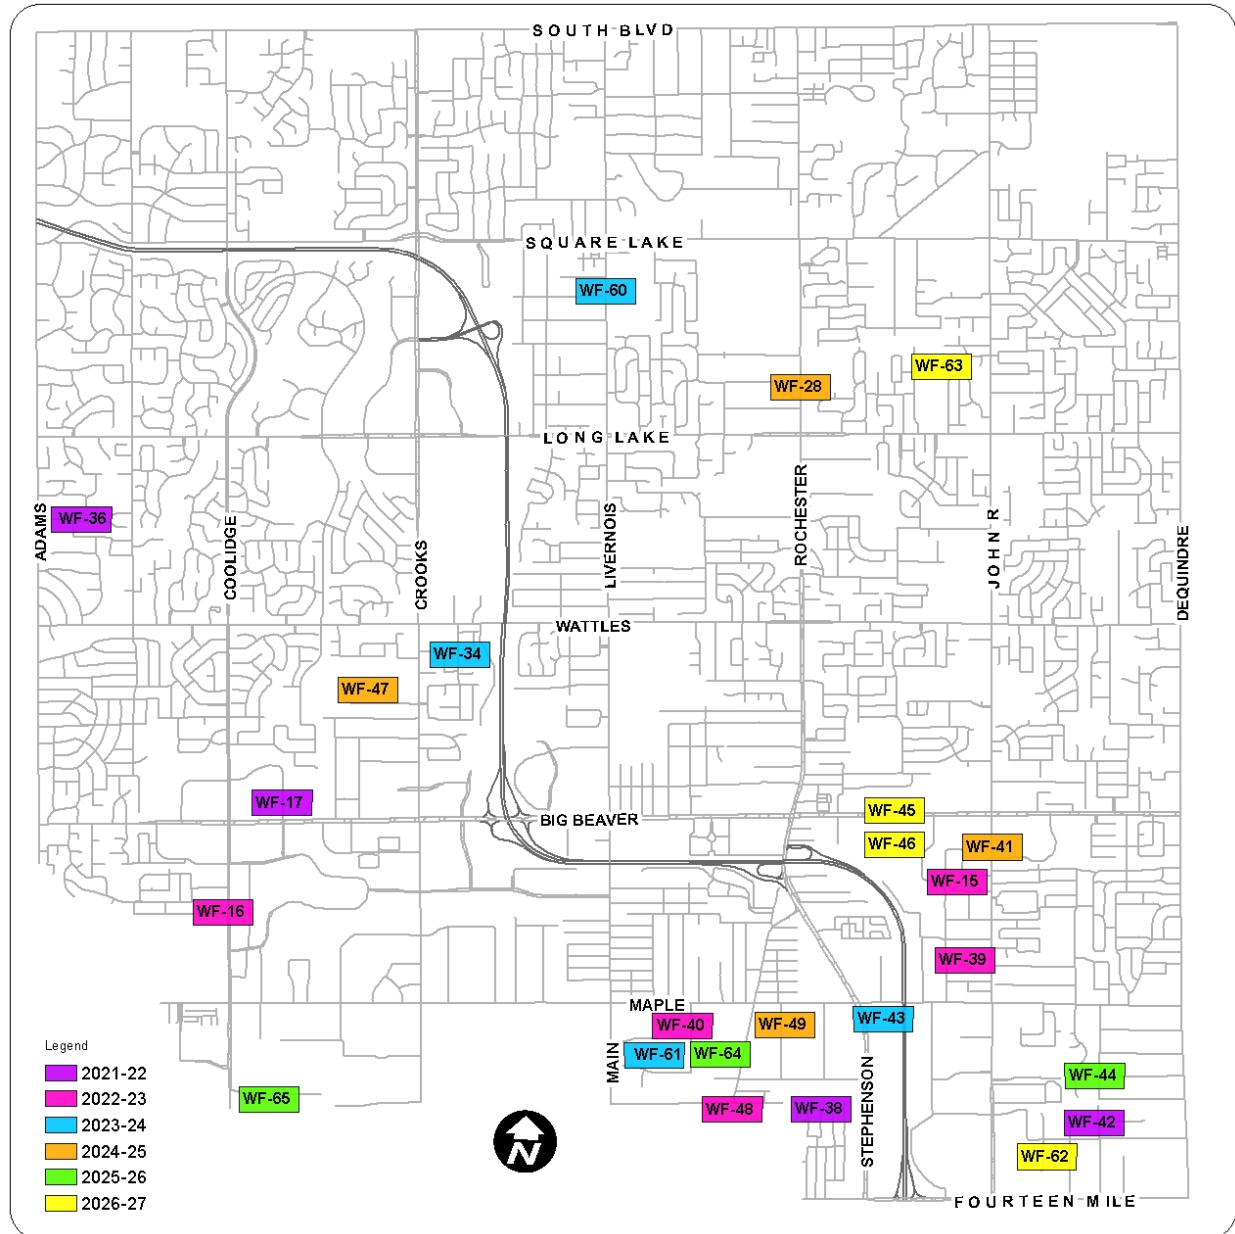 SOUTH BLVD
SQUARE LAKE
WF-60
WF-63
WF-28
LONG LAKE
ADAMS
WF-36
COOLIDGE
CROOKS
LIVERNOIS
ROCHESTER
JOHN R
DEQUINDRE
WATTLES
WF-34
WF-47
WF-17
BIG BEAVER
WF-45
WF-46
WF-41
WF-15
WF-16
WF-39
MAPLE
WF-40
WF-49
WF-43
MAIN
WF-61
WF-64
STEPHENSON
WF-44
WF-65
WF-48
WF-38
WF-42
WF-62
N
FOURTEEN MILE
Legend
2021-22
2022-23
2023-24
2024-25
2025-26
2026-27